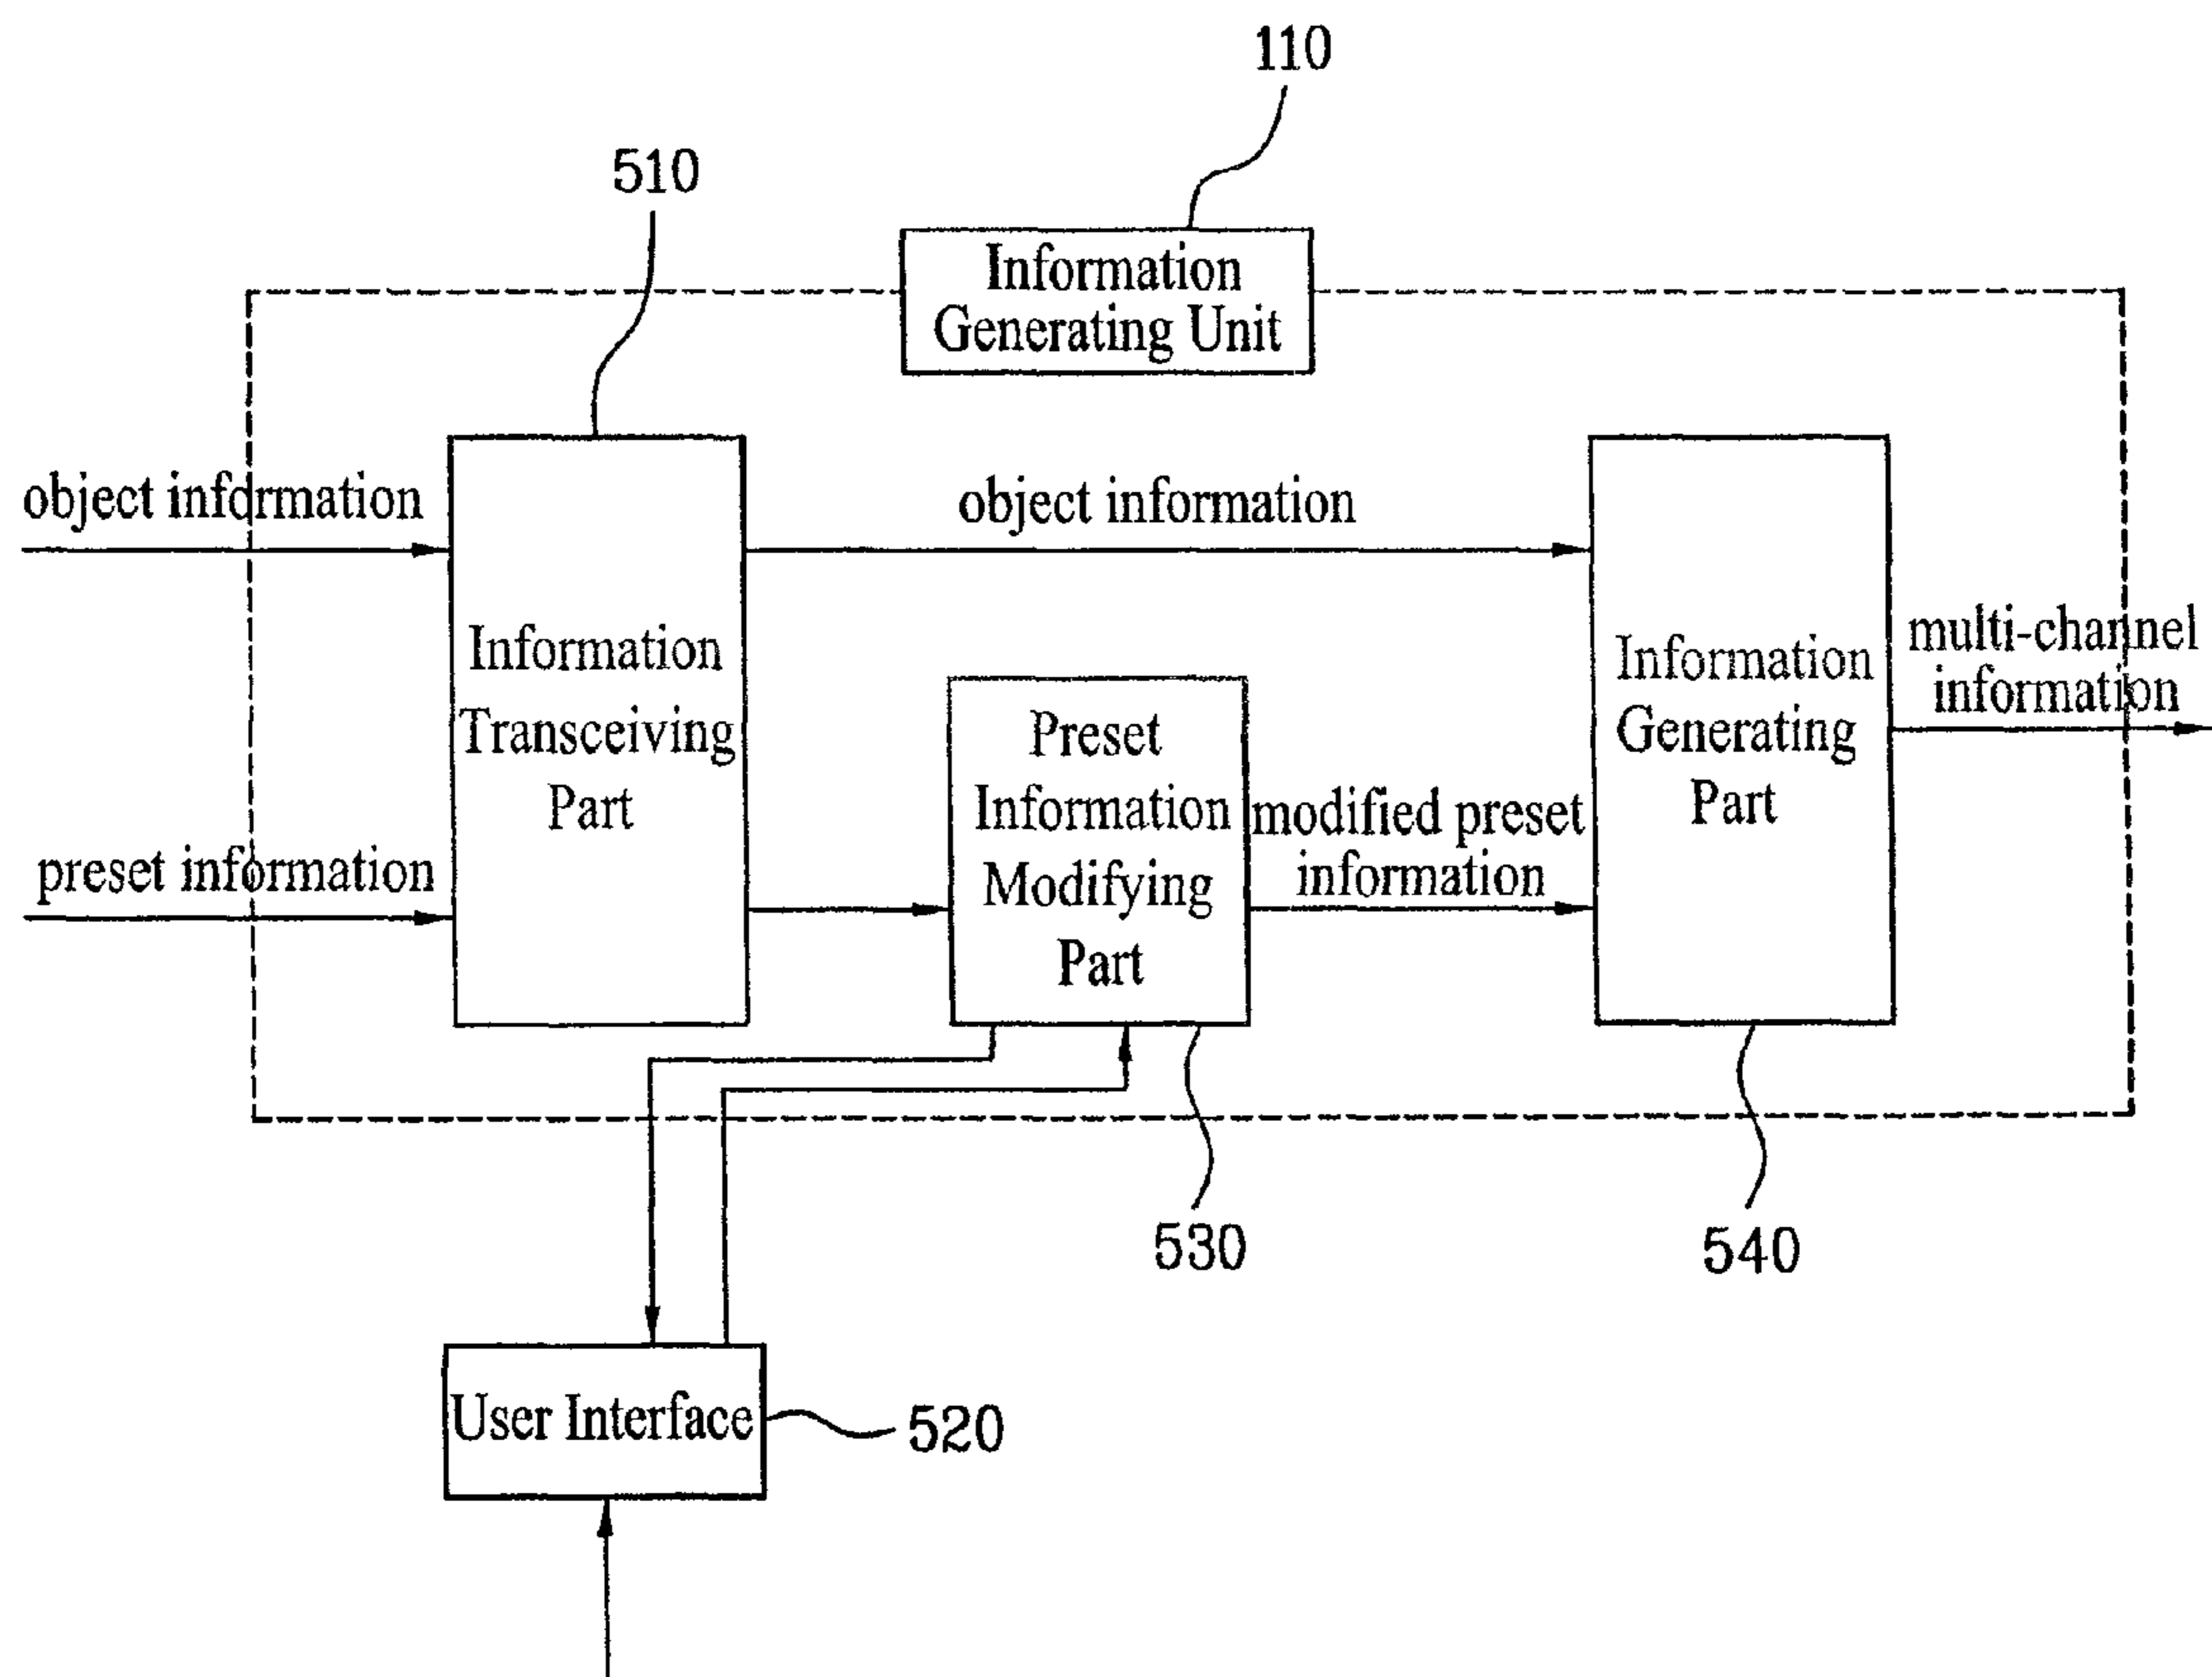 110
510
Information
Generating Unit
object information
object information
Information
Transceiving
Part
preset information
Preset
Information
Modifying
Part
modified preset
information
Information
Generating
Part
multi-channel
information
530
540
User Interface
520